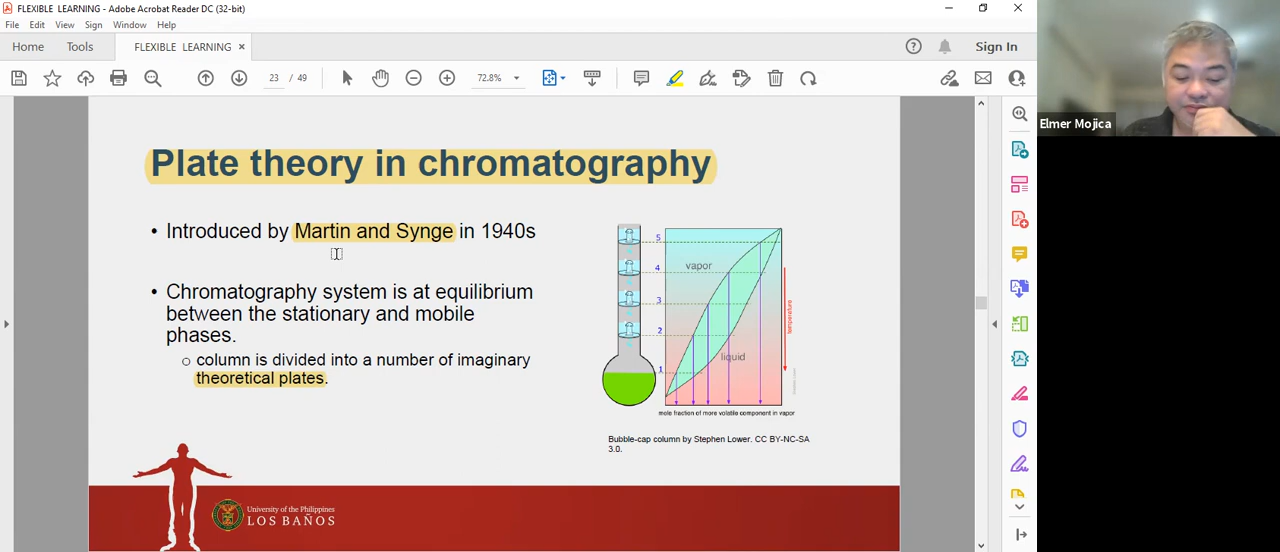 FLEXIBLE LEARNING - Adobe Acrobat Reader DC (32-bit)
File Edit View Sign Window Help
Home Tools FLEXIBLE LEARNING × Sign In
23 / 49 72.8%
Elmer Mojica
Plate theory in chromatography
• Introduced by Martin and Synge in 1940s
• Chromatography system is at equilibrium
between the stationary and mobile
phases.
o column is divided into a number of imaginary
theoretical plates.
5
4
3
2
1
vapor
liquid
temperature
mole fraction of more volatile component in vapor
Bubble-cap column by Stephen Lower. CC BY-NC-SA
3.0.
University of the Philippines
LOS BAÑOS